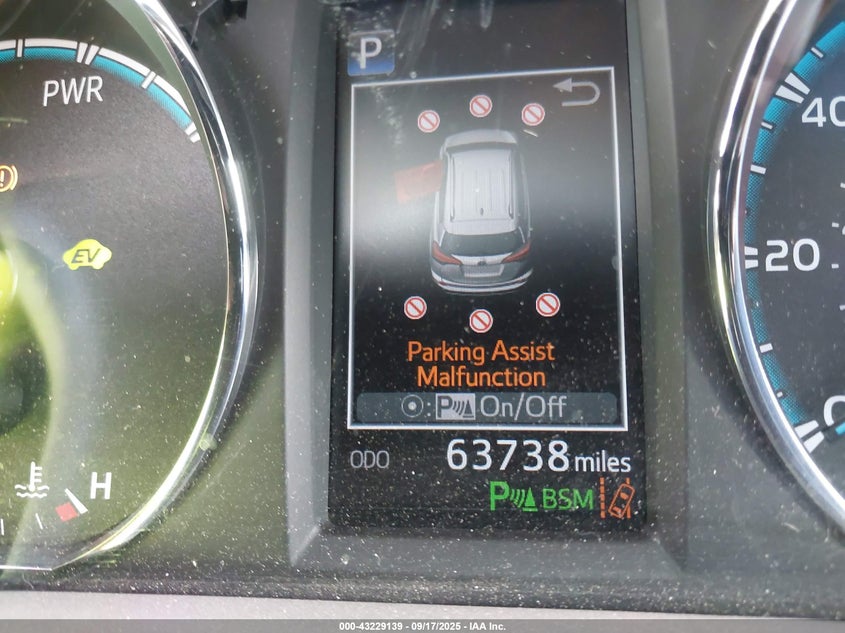 P
PWR
EV
H
40
20
0
Parking Assist
Malfunction
: P On/Off
ODO 63738 miles
P BSM
000-43229139 - 09/17/2025 - IAA Inc.